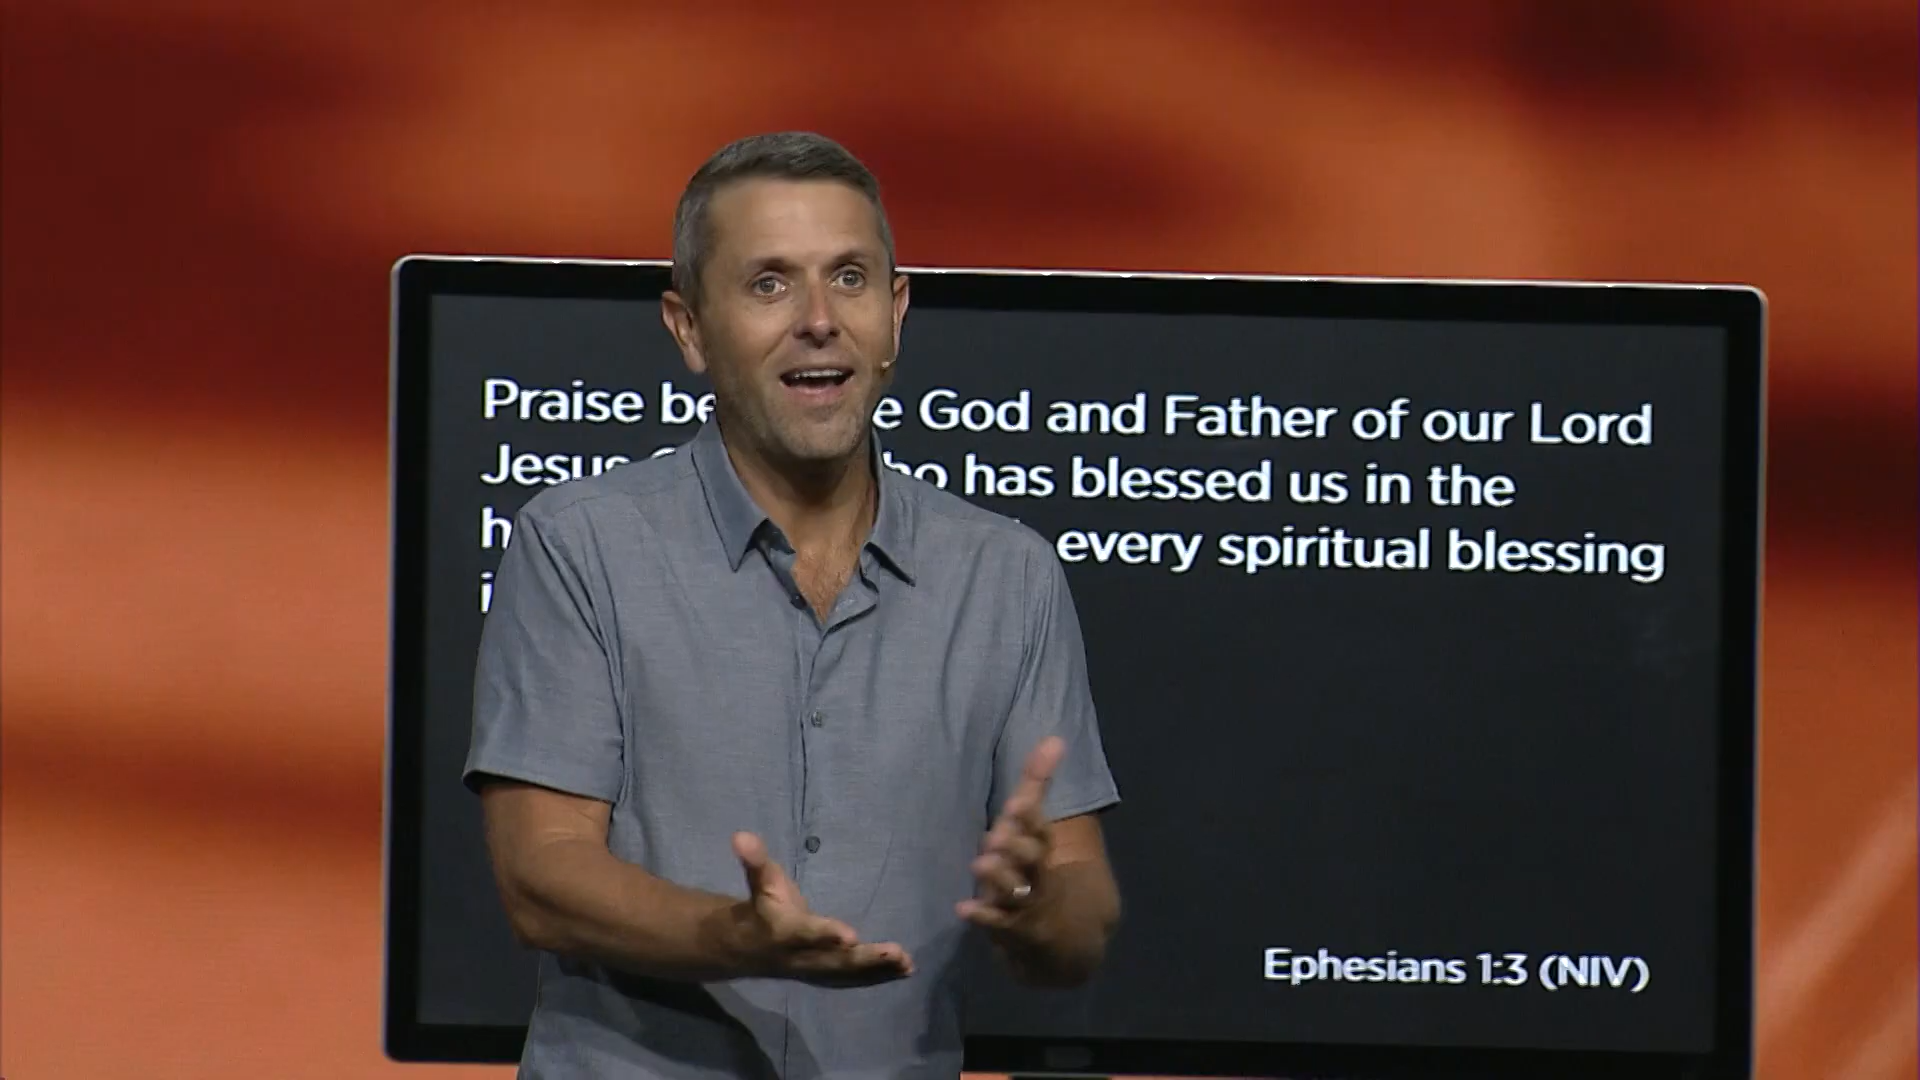 Praise be e God and Father of our Lord
Jesus ho has blessed us in the
h every spiritual blessing
i
Ephesians 1:3 (NIV)